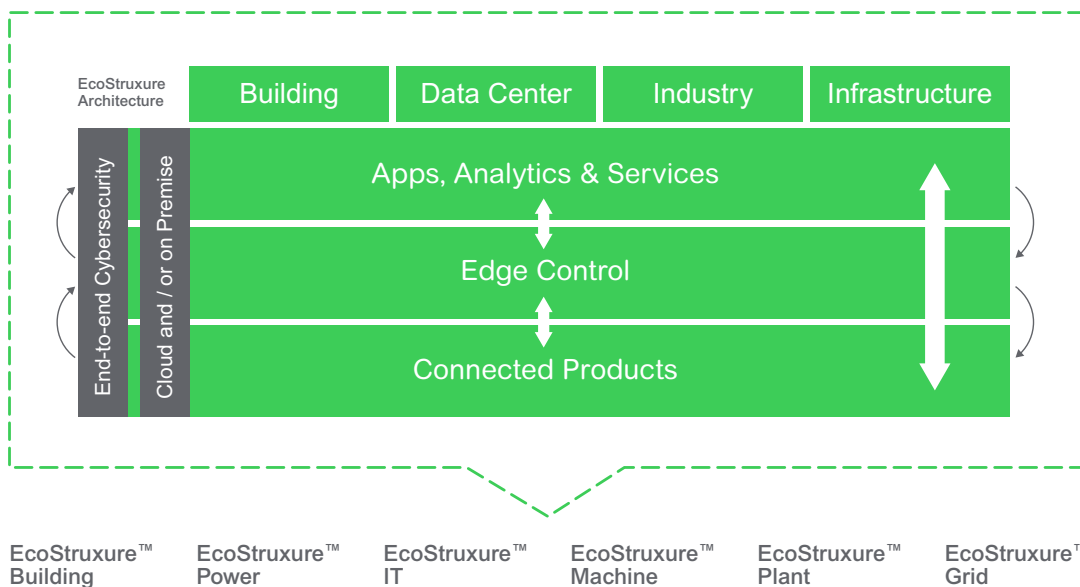 EcoStruxure
Architecture
Building
Data Center
Industry
Infrastructure
End-to-end Cybersecurity
Cloud and / or on Premise
Apps, Analytics & Services
Edge Control
Connected Products
EcoStruxure™
Building
EcoStruxure™
Power
EcoStruxure™
IT
EcoStruxure™
Machine
EcoStruxure™
Plant
EcoStruxure™
Grid